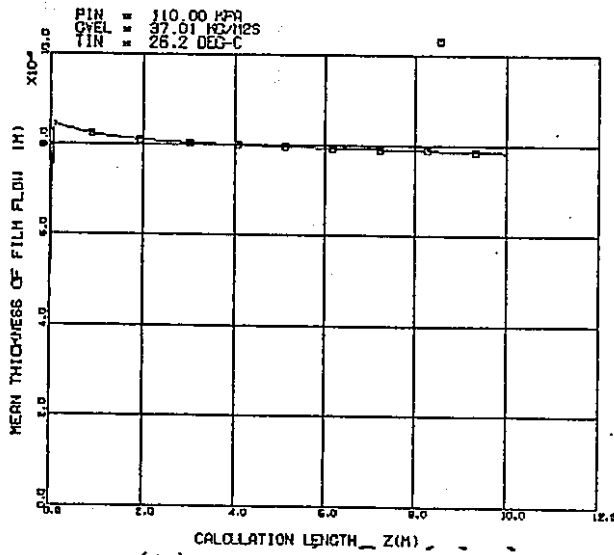 PIN = 110.00 KPA
GVEL = 37.01 KG/M2S
TIN = 26.2 DEG-C
10.0
8.0
6.0
4.0
2.0
0.0
MEAN THICKNESS OF FILM FLOW (M)
0.0 2.0 4.0 6.0 8.0 10.0 12.0
CALCULATION LENGTH Z(M)